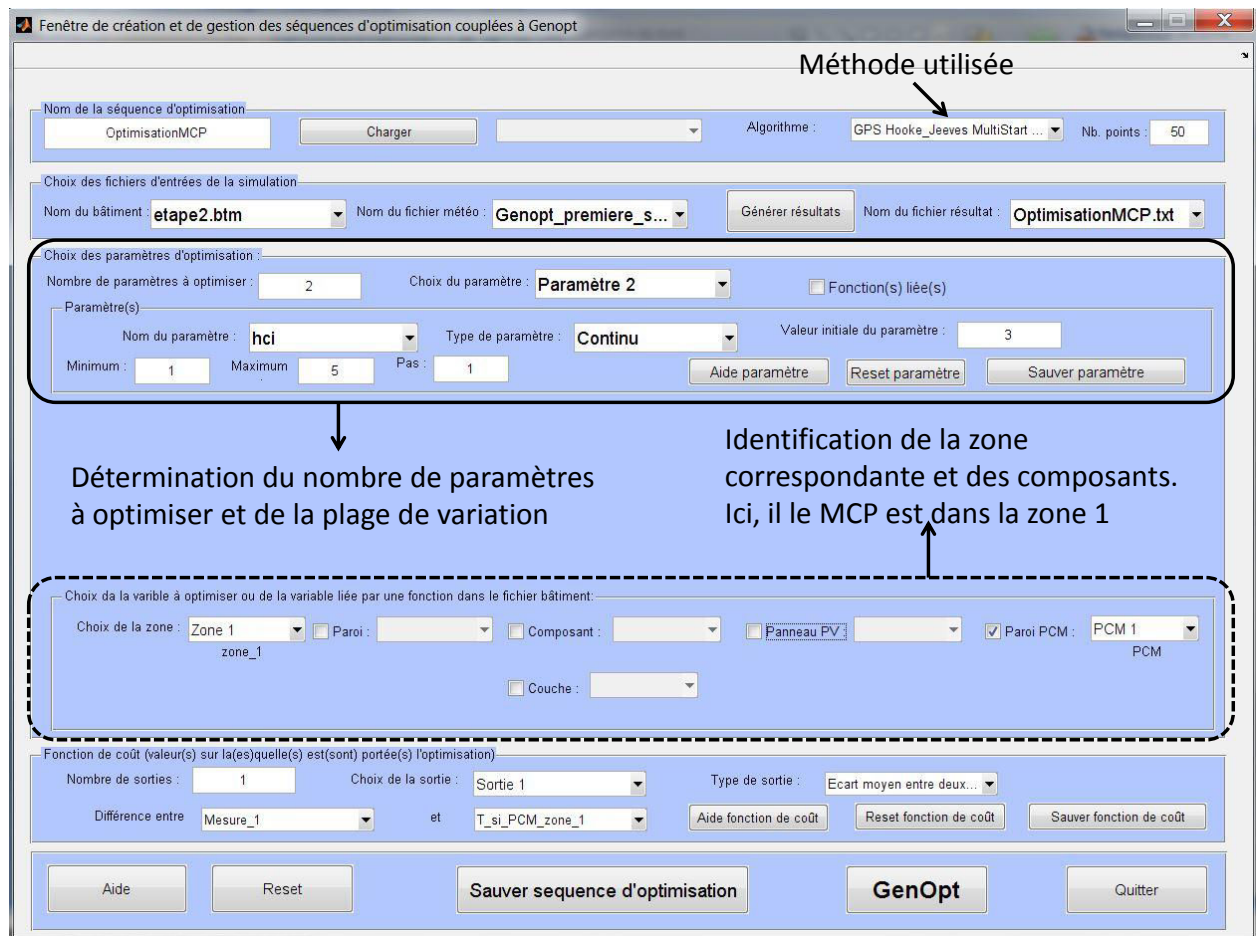 Fenêtre de création et de gestion des séquences d'optimisation couplées à Genopt
Méthode utilisée
Nom de la séquence d'optimisation
OptimisationMCP Charger Algorithme : GPS Hooke_Jeeves MultiStart ... Nb. points : 50
Choix des fichiers d'entrées de la simulation
Nom du bâtiment : etape2.btm Nom du fichier météo : Genopt_premiere_s... Générer résultats Nom du fichier résultat : OptimisationMCP.txt
Choix des paramètres d'optimisation :
Nombre de paramètres à optimiser : 2 Choix du paramètre : Paramètre 2 Fonction(s) liée(s)
Paramètre(s)
Nom du paramètre : hci Type de paramètre : Continu Valeur initiale du paramètre : 3
Minimum : 1 Maximum 5 Pas : 1 Aide paramètre Reset paramètre Sauver paramètre
Détermination du nombre de paramètres
à optimiser et de la plage de variation
Identification de la zone
correspondante et des composants.
Ici, il le MCP est dans la zone 1
Choix da la varible à optimiser ou de la variable liée par une fonction dans le fichier bâtiment:
Choix de la zone : Zone 1 Paroi : Composant : Panneau PV : Paroi PCM : PCM 1
zone_1 PCM
Couche :
Fonction de coût (valeur(s) sur la(es)quelle(s) est(sont) portée(s) l'optimisation)
Nombre de sorties : 1 Choix de la sortie : Sortie 1 Type de sortie : Ecart moyen entre deux...
Différence entre Mesure_1 et T_si_PCM_zone_1 Aide fonction de coût Reset fonction de coût Sauver fonction de coût
Aide Reset Sauver sequence d'optimisation GenOpt Quitter